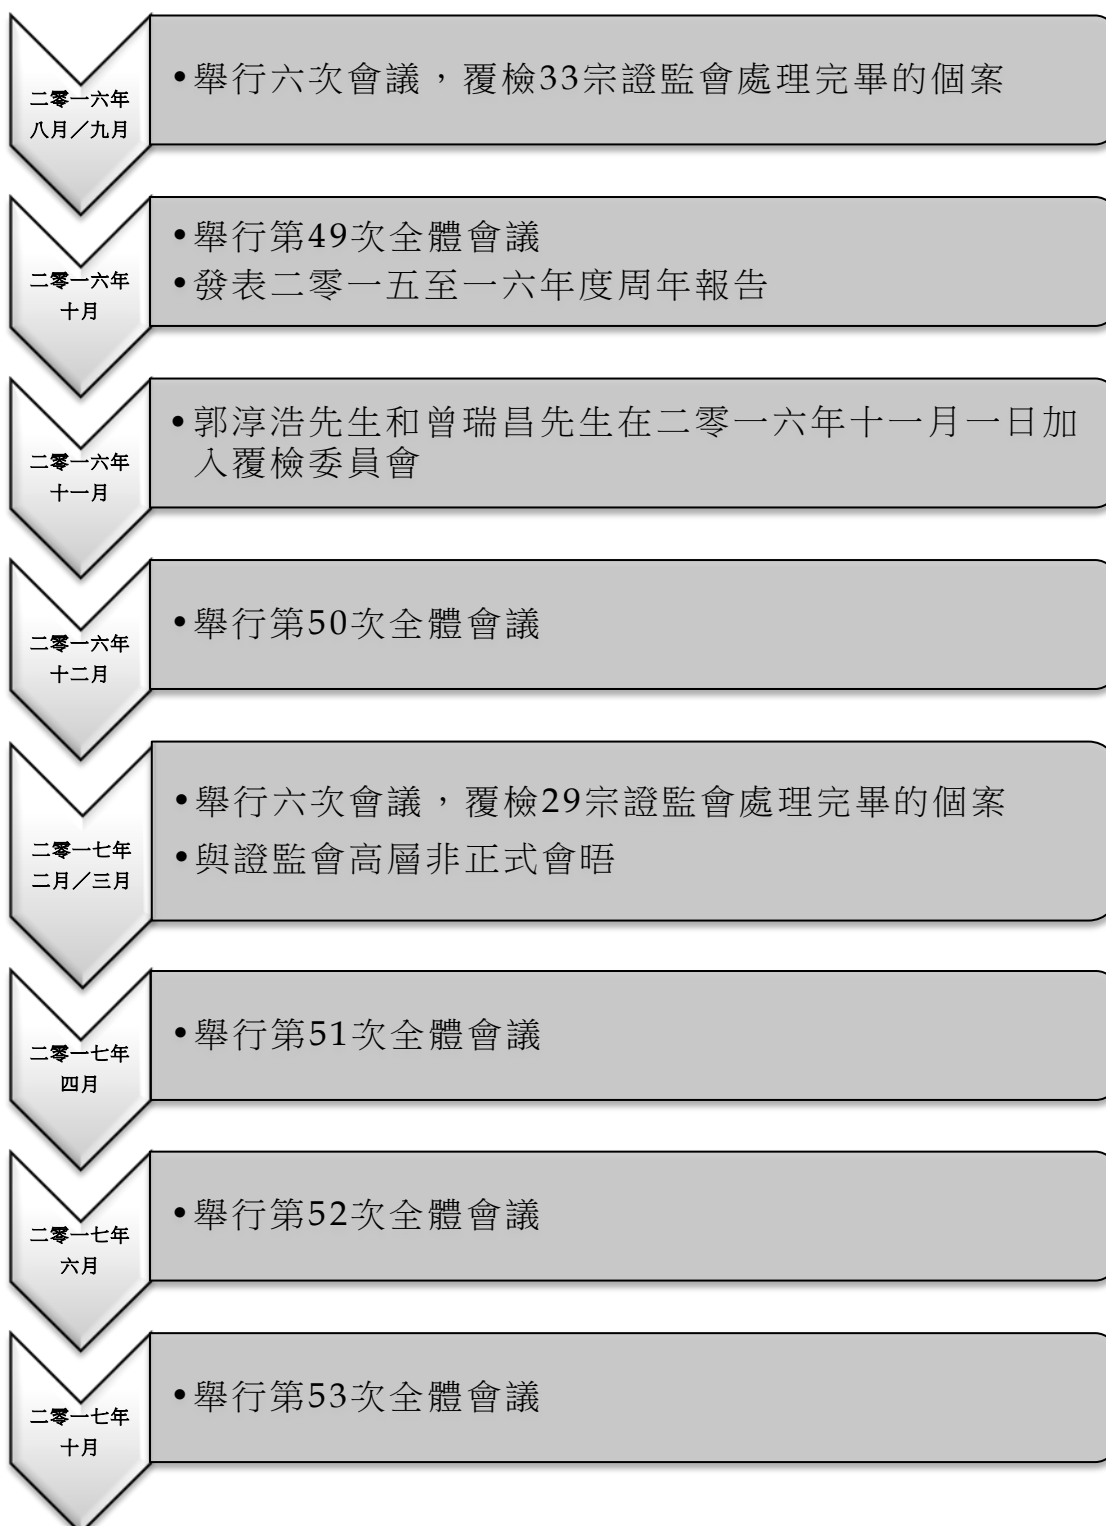 二零一六年
八月／九月
•舉行六次會議，覆檢33宗證監會處理完畢的個案
二零一六年
十月
•舉行第49次全體會議
•發表二零一五至一六年度周年報告
二零一六年
十一月
•郭淳浩先生和曾瑞昌先生在二零一六年十一月一日加
入覆檢委員會
二零一六年
十二月
•舉行第50次全體會議
二零一七年
二月／三月
•舉行六次會議，覆檢29宗證監會處理完畢的個案
•與證監會高層非正式會晤
二零一七年
四月
•舉行第51次全體會議
二零一七年
六月
•舉行第52次全體會議
二零一七年
十月
•舉行第53次全體會議